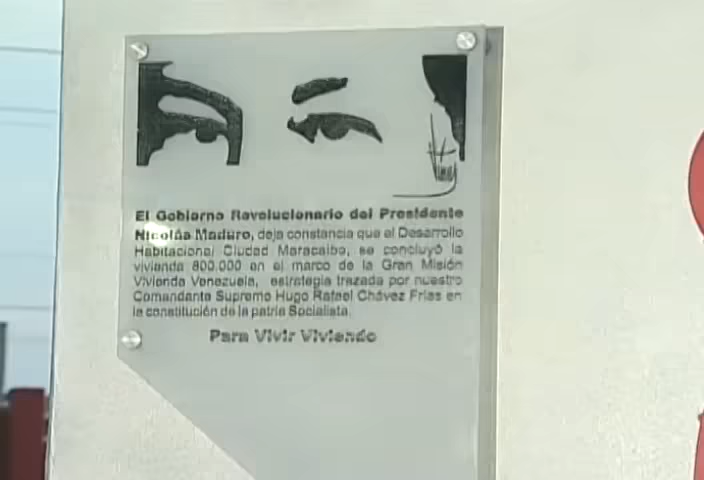 El Gobierno Revolucionario del Presidente
Nicolás Maduro, deja constancia que el Desarrollo
Habitacional Ciudad Maracaibo, se concluyó la
vivienda 800.000 en el marco de la Gran Misión
Vivienda Venezuela, estrategia trazada por nuestro
Comandante Supremo Hugo Rafael Chávez Frias en
la constitución de la patria Socialista.
Para Vivir Viviendo